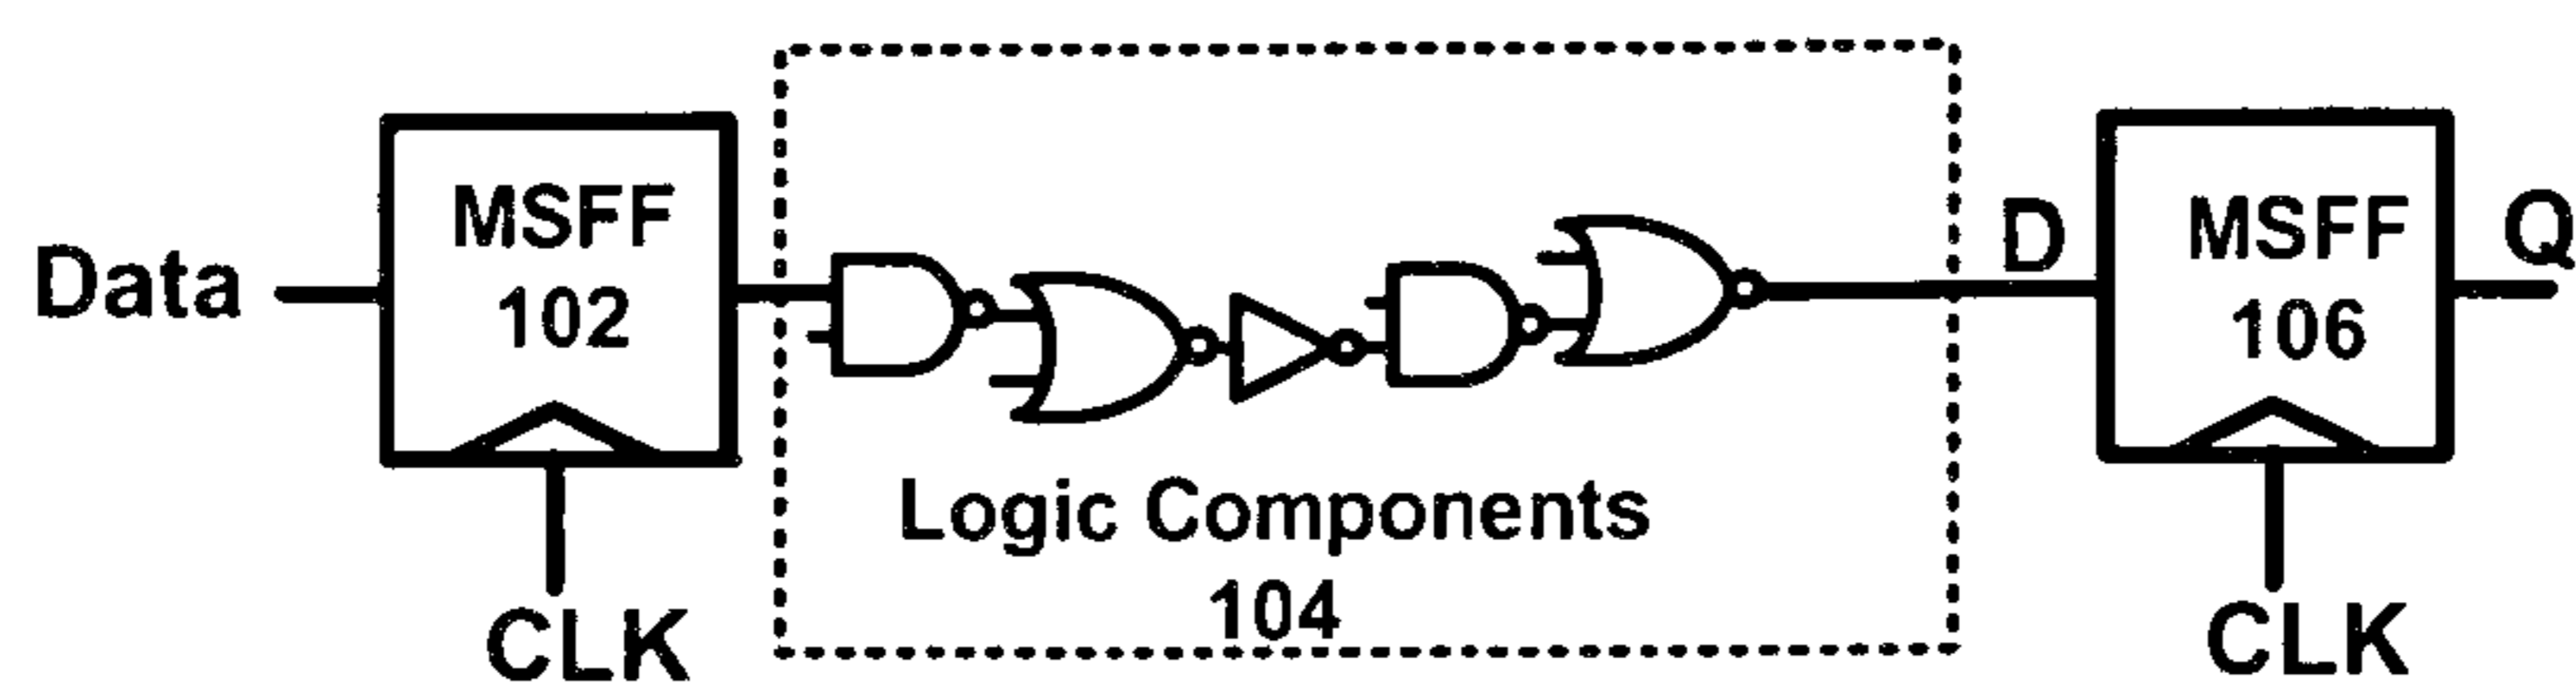 Data
MSFF
102
CLK
Logic Components
104
D
MSFF
106
Q
CLK